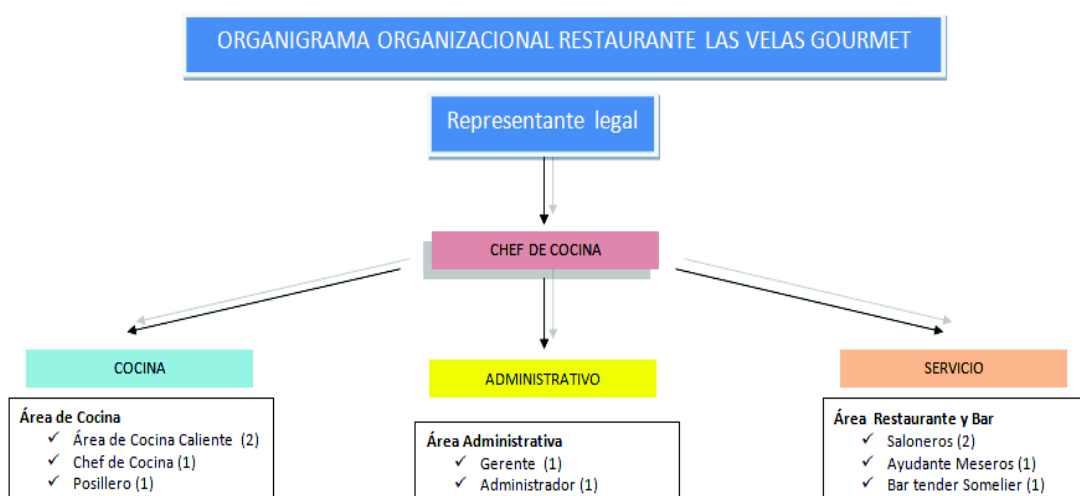 ORGANIGRAMA ORGANIZACIONAL RESTAURANTE LAS VELAS GOURMET
Representante legal
CHEF DE COCINA
COCINA
ADMINISTRATIVO
SERVICIO
Área de Cocina
✓ Área de Cocina Caliente (2)
✓ Chef de Cocina (1)
✓ Posillero (1)
Área Administrativa
✓ Gerente (1)
✓ Administrador (1)
Área Restaurante y Bar
✓ Saloneros (2)
✓ Ayudante Meseros (1)
✓ Bar tender Somelier (1)